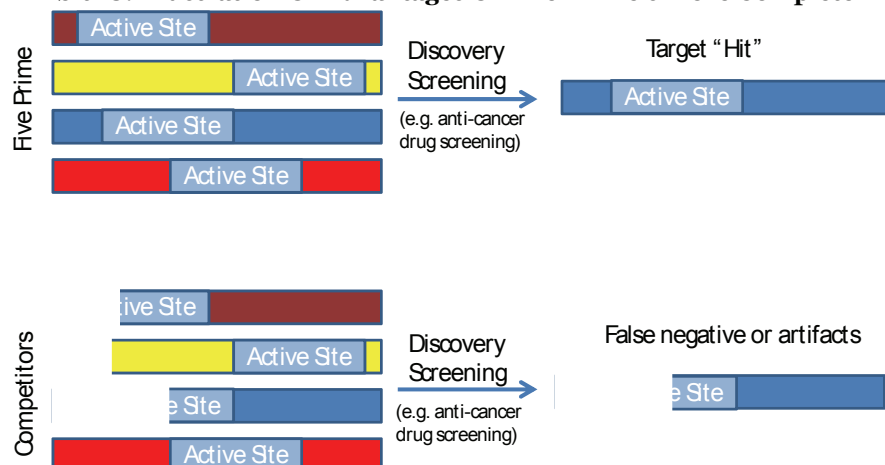 Active Site
Active Site
Active Site
Active Site
Five Prime
Discovery
Screening
(e.g. anti-cancer
drug screening)
Target “Hit”
Active Site
tive Site
Active Site
e Site
Active Site
Competitors
Discovery
Screening
(e.g. anti-cancer
drug screening)
False negative or artifacts
e Site